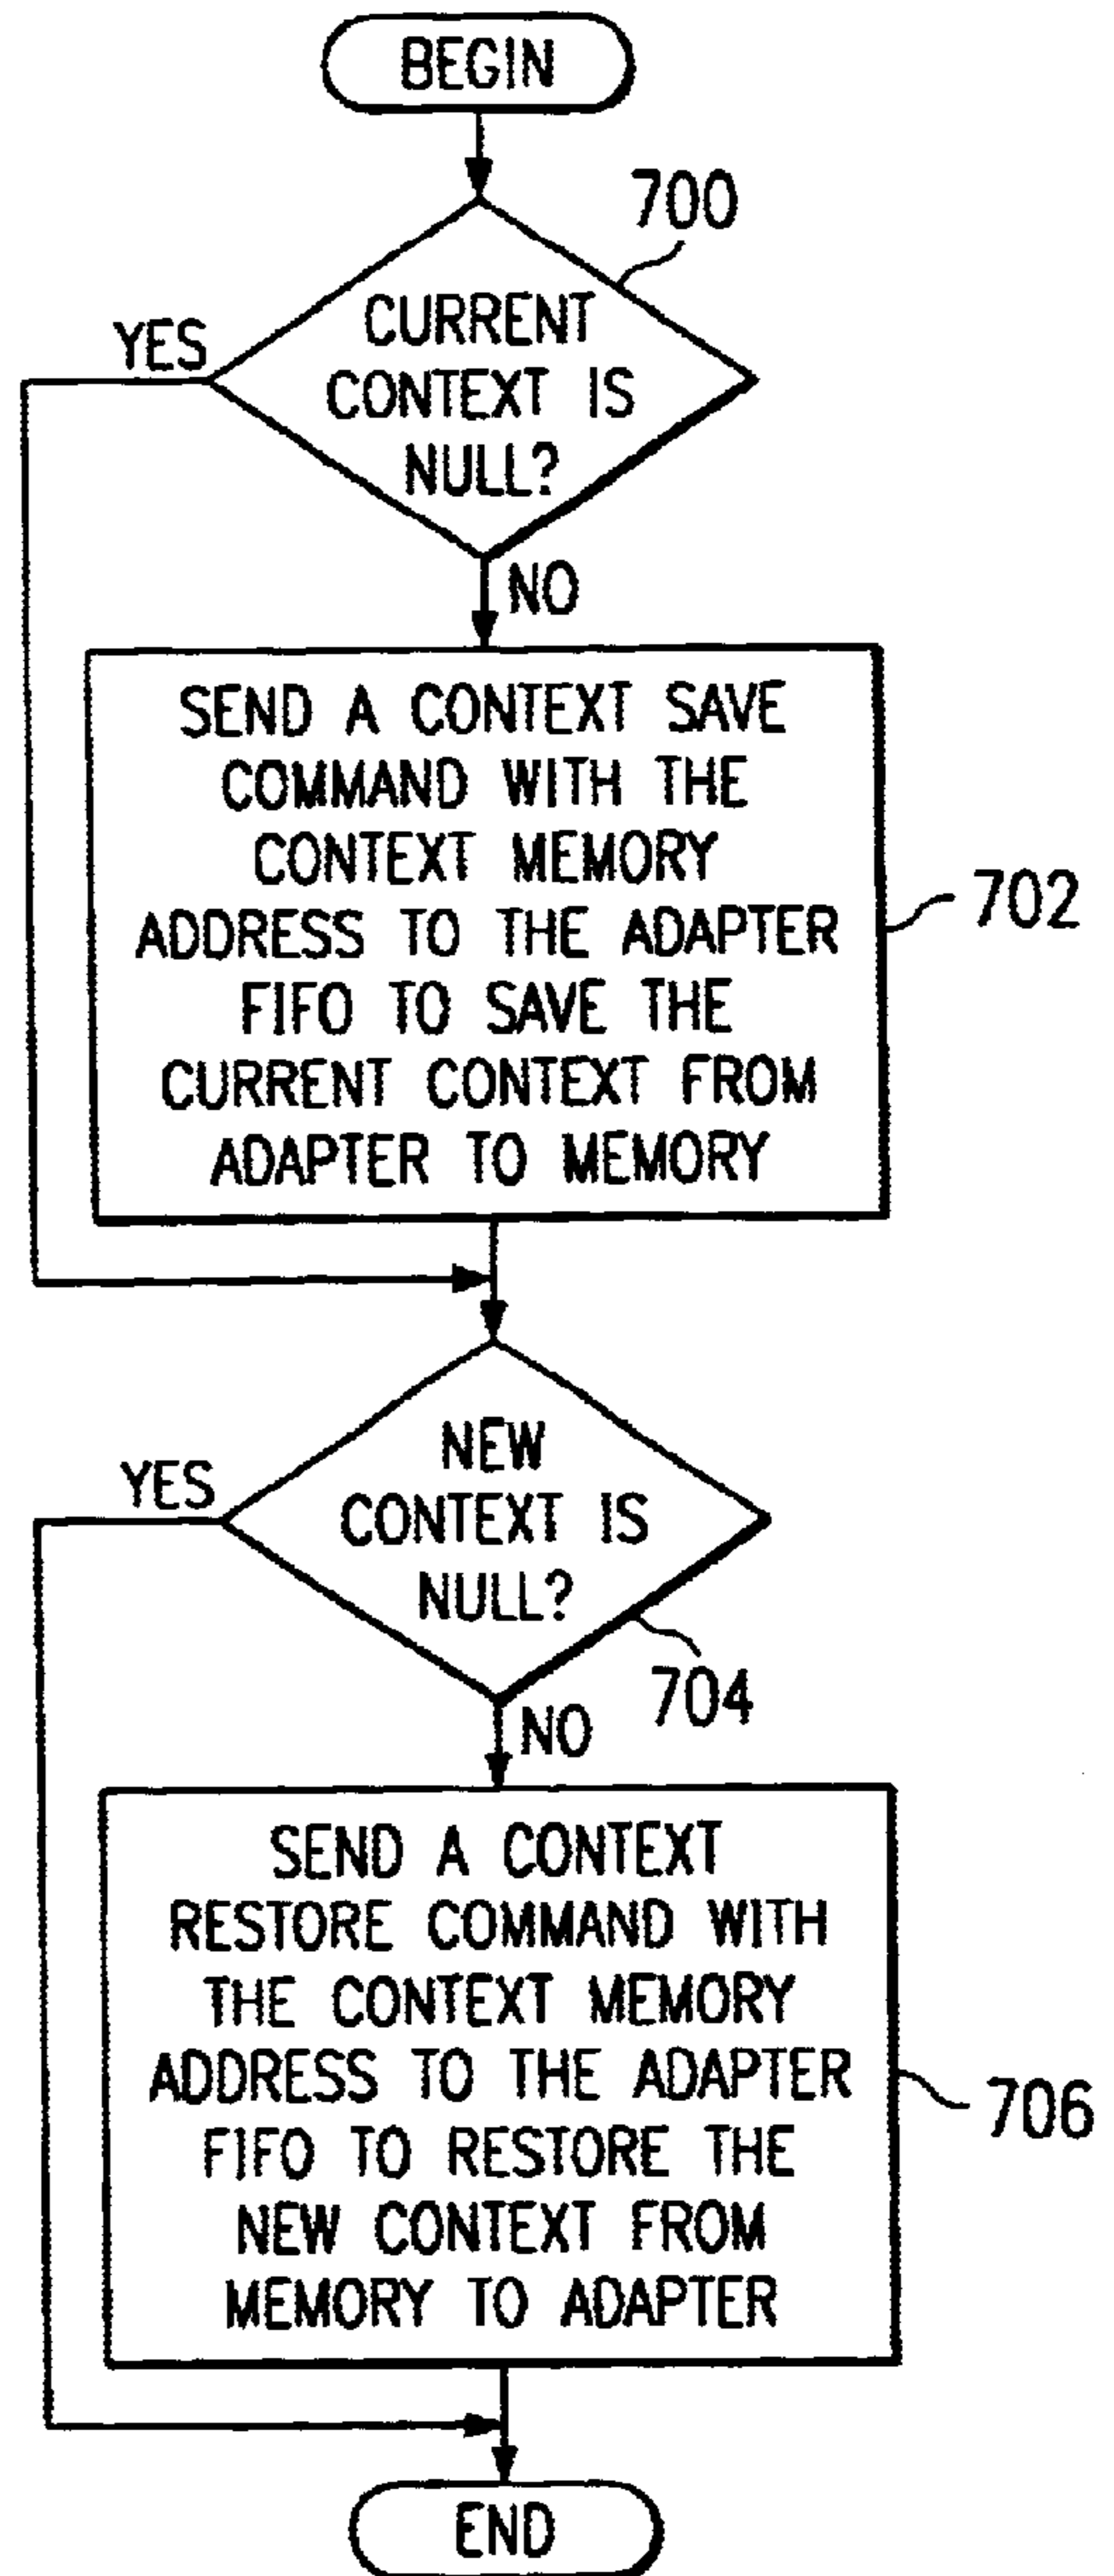 BEGIN
700
YES
CURRENT
CONTEXT IS
NULL?
NO
SEND A CONTEXT SAVE
COMMAND WITH THE
CONTEXT MEMORY
ADDRESS TO THE ADAPTER
FIFO TO SAVE THE
CURRENT CONTEXT FROM
ADAPTER TO MEMORY
702
YES
NEW
CONTEXT IS
NULL?
704
NO
SEND A CONTEXT
RESTORE COMMAND WITH
THE CONTEXT MEMORY
ADDRESS TO THE ADAPTER
FIFO TO RESTORE THE
NEW CONTEXT FROM
MEMORY TO ADAPTER
706
END